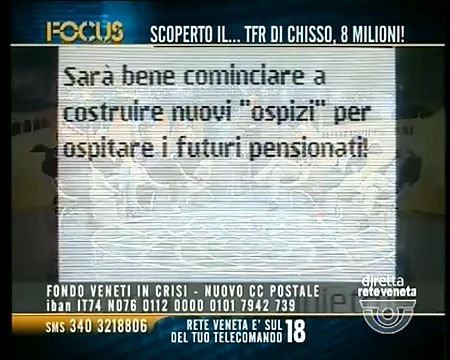 FOCUS
SCOPERTO IL... TFR DI CHISSO, 8 MILIONI!
Sarà bene cominciare a
costruire nuovi "ospizi" per
ospitare i futuri pensionati!
FONDO VENETI IN CRISI - NUOVO CC POSTALE
iban IT74 N076 0112 0000 0101 7942 739
diretta
reteveneta
SMS 340 3218806
RETE VENETA E' SUL
DEL TUO TELECOMANDO 18